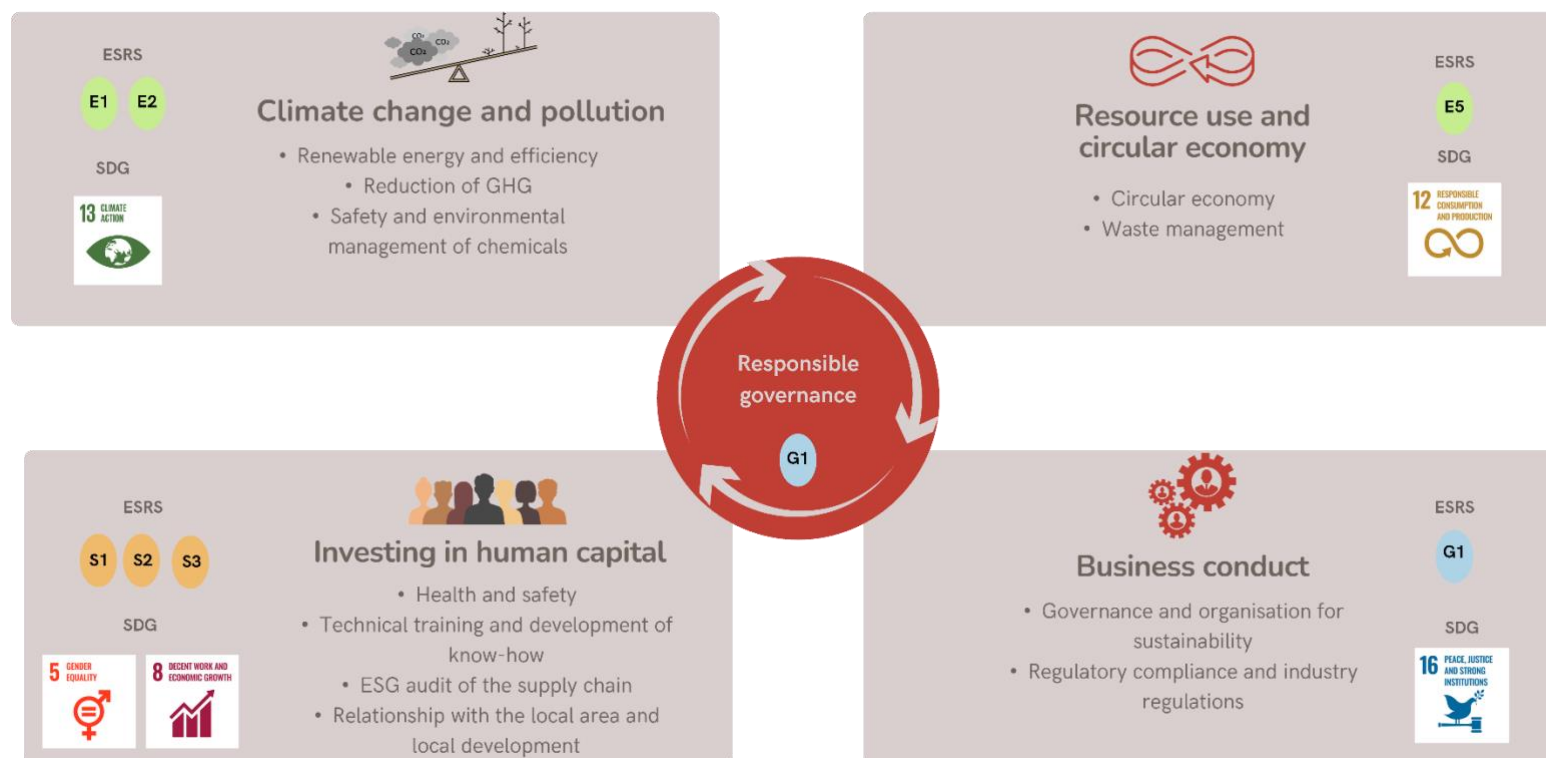 ESRS
E1 E2
SDG
13 CLIMATE
ACTION
CO₂
CO₂
CO₂
Climate change and pollution
• Renewable energy and efficiency
• Reduction of GHG
• Safety and environmental
management of chemicals
Resource use and
circular economy
• Circular economy
• Waste management
ESRS
E5
SDG
12 RESPONSIBLE
CONSUMPTION
AND PRODUCTION
Responsible
governance
G1
ESRS
S1 S2 S3
SDG
5 GENDER
EQUALITY
8 DECENT WORK AND
ECONOMIC GROWTH
Investing in human capital
• Health and safety
• Technical training and development of
know-how
• ESG audit of the supply chain
• Relationship with the local area and
local development
Business conduct
• Governance and organisation for
sustainability
• Regulatory compliance and industry
regulations
ESRS
G1
SDG
16 PEACE, JUSTICE
AND STRONG
INSTITUTIONS